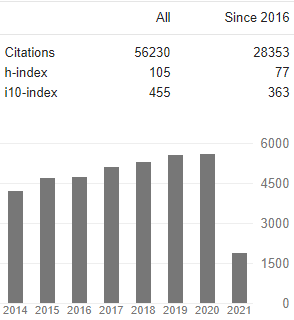 All Since 2016
Citations 56230 28353
h-index 105 77
i10-index 455 363
6000
4500
3000
1500
0
2014 2015 2016 2017 2018 2019 2020 2021